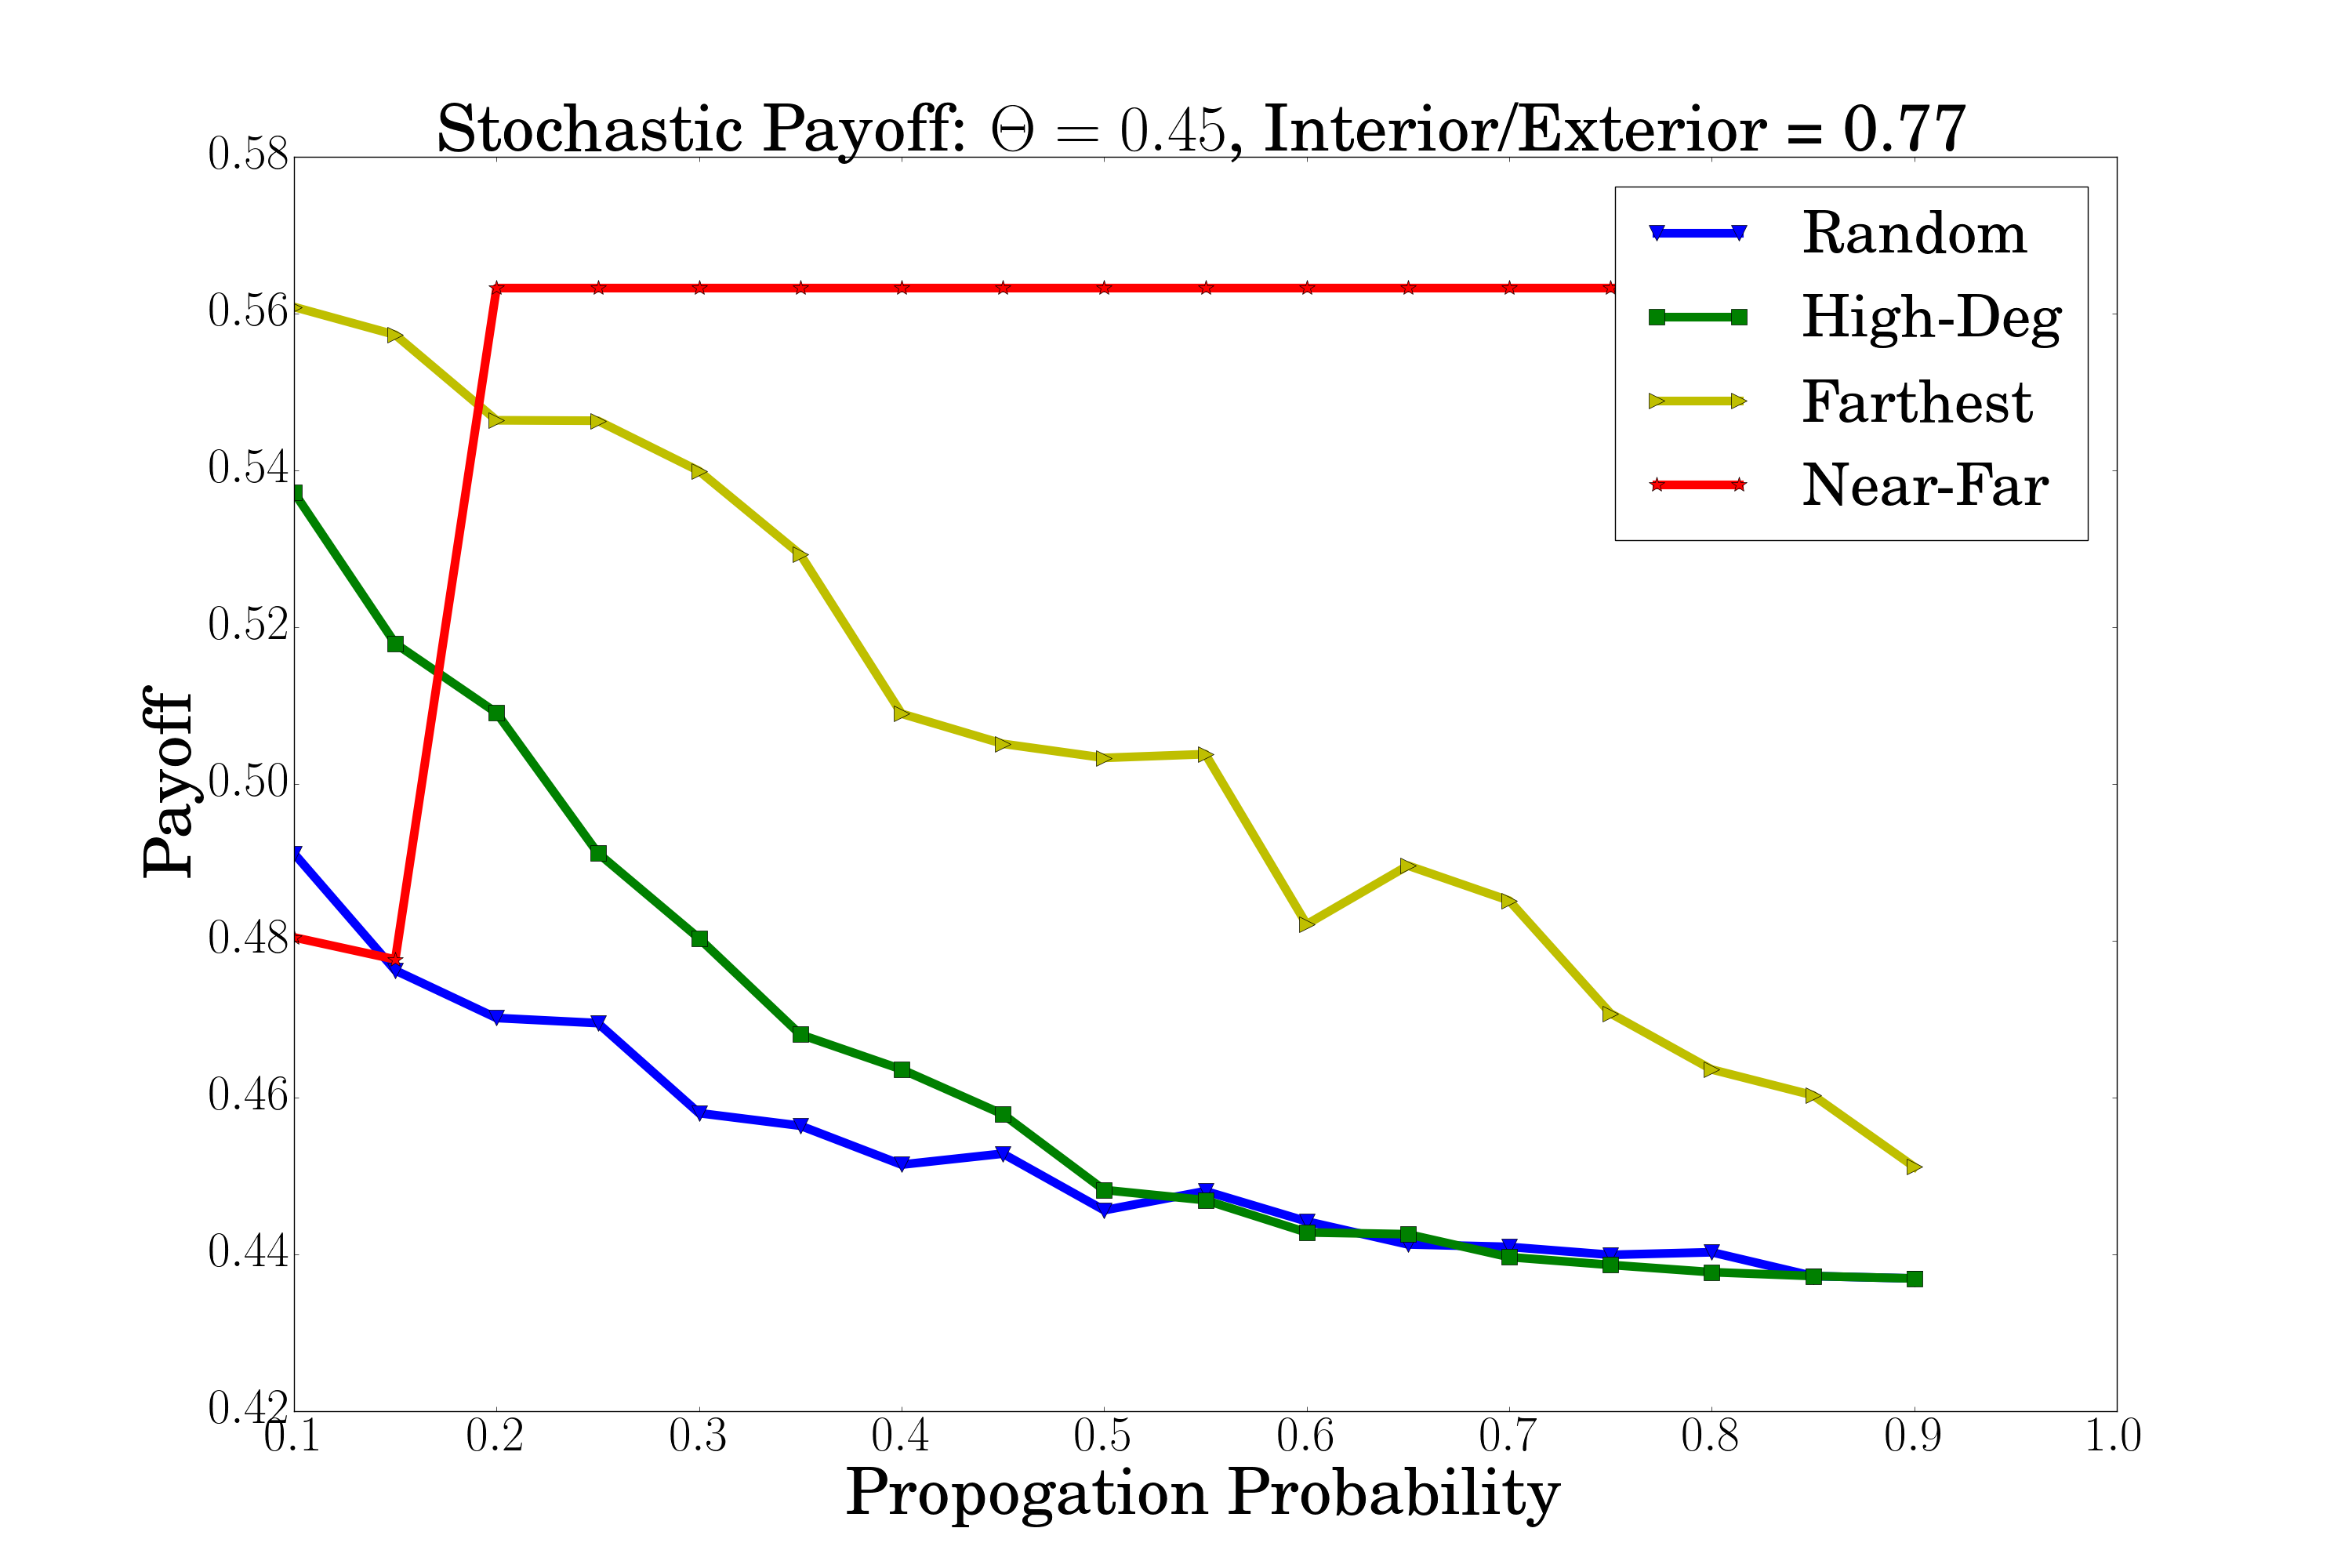 Stochastic Payoff: Θ = 0.45, Interior/Exterior = 0.77
0.58
0.56
0.54
0.52
0.50
0.48
0.46
0.44
0.42
Payoff
Random
High-Deg
Farthest
Near-Far
0.1 0.2 0.3 0.4 0.5 0.6 0.7 0.8 0.9 1.0
Propogation Probability